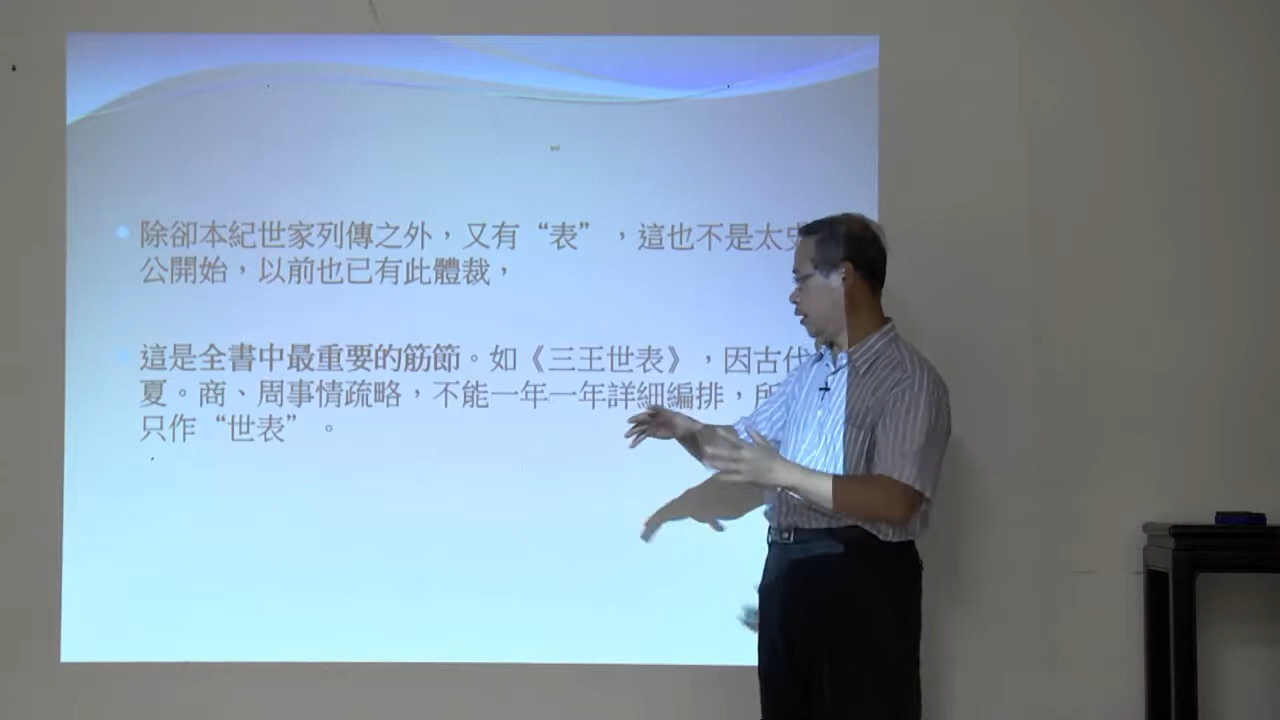 除卻本紀世家列傳之外，又有“表”，這也不是太史
公開始，以前也已有此體裁，
這是全書中最重要的筋節。如《三王世表》，因古代
夏。商、周事情疏略，不能一年一年詳細編排，所
只作“世表”。